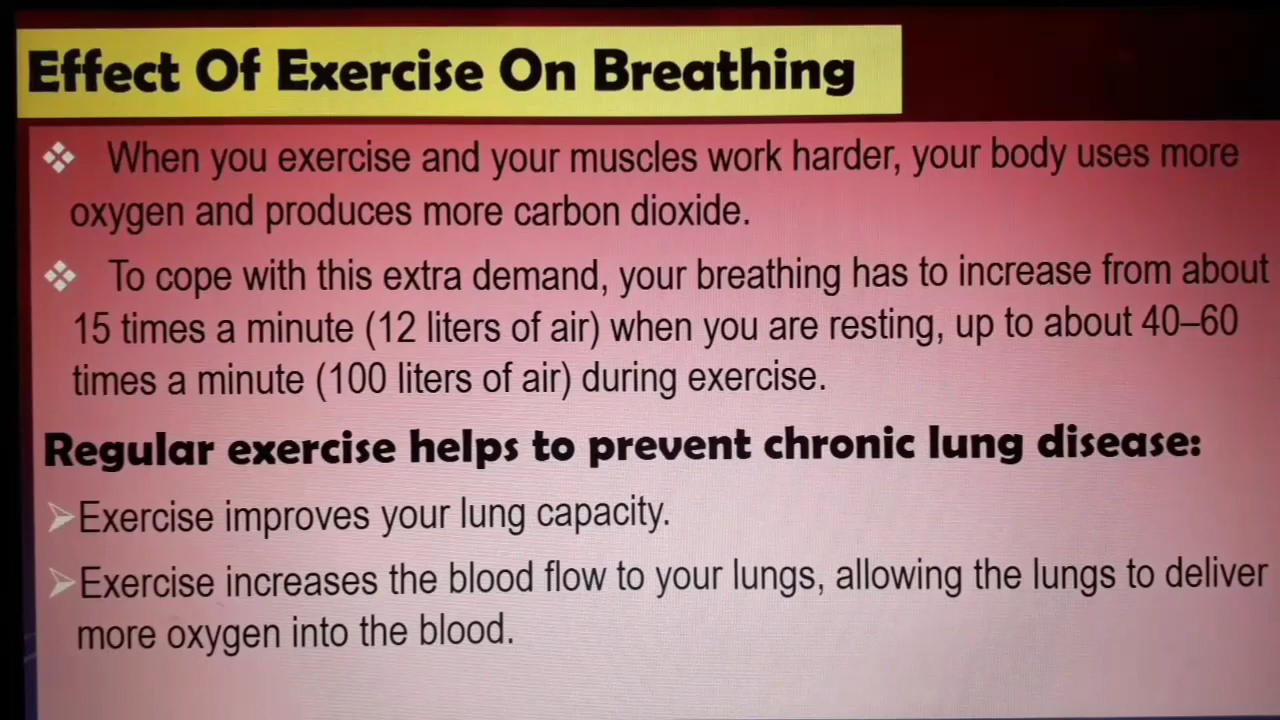 Effect Of Exercise On Breathing
When you exercise and your muscles work harder, your body uses more
oxygen and produces more carbon dioxide.
To cope with this extra demand, your breathing has to increase from about
15 times a minute (12 liters of air) when you are resting, up to about 40–60
times a minute (100 liters of air) during exercise.
Regular exercise helps to prevent chronic lung disease:
Exercise improves your lung capacity.
Exercise increases the blood flow to your lungs, allowing the lungs to deliver
more oxygen into the blood.